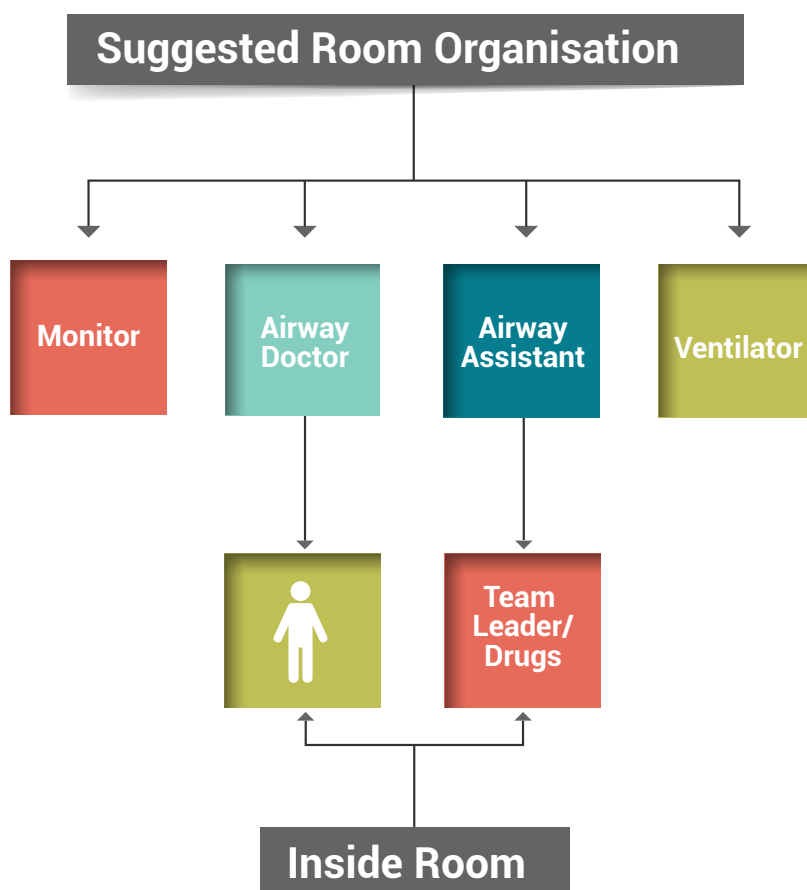 Suggested Room Organisation
Monitor
Airway
Doctor
Airway
Assistant
Ventilator
Team
Leader/
Drugs
Inside Room